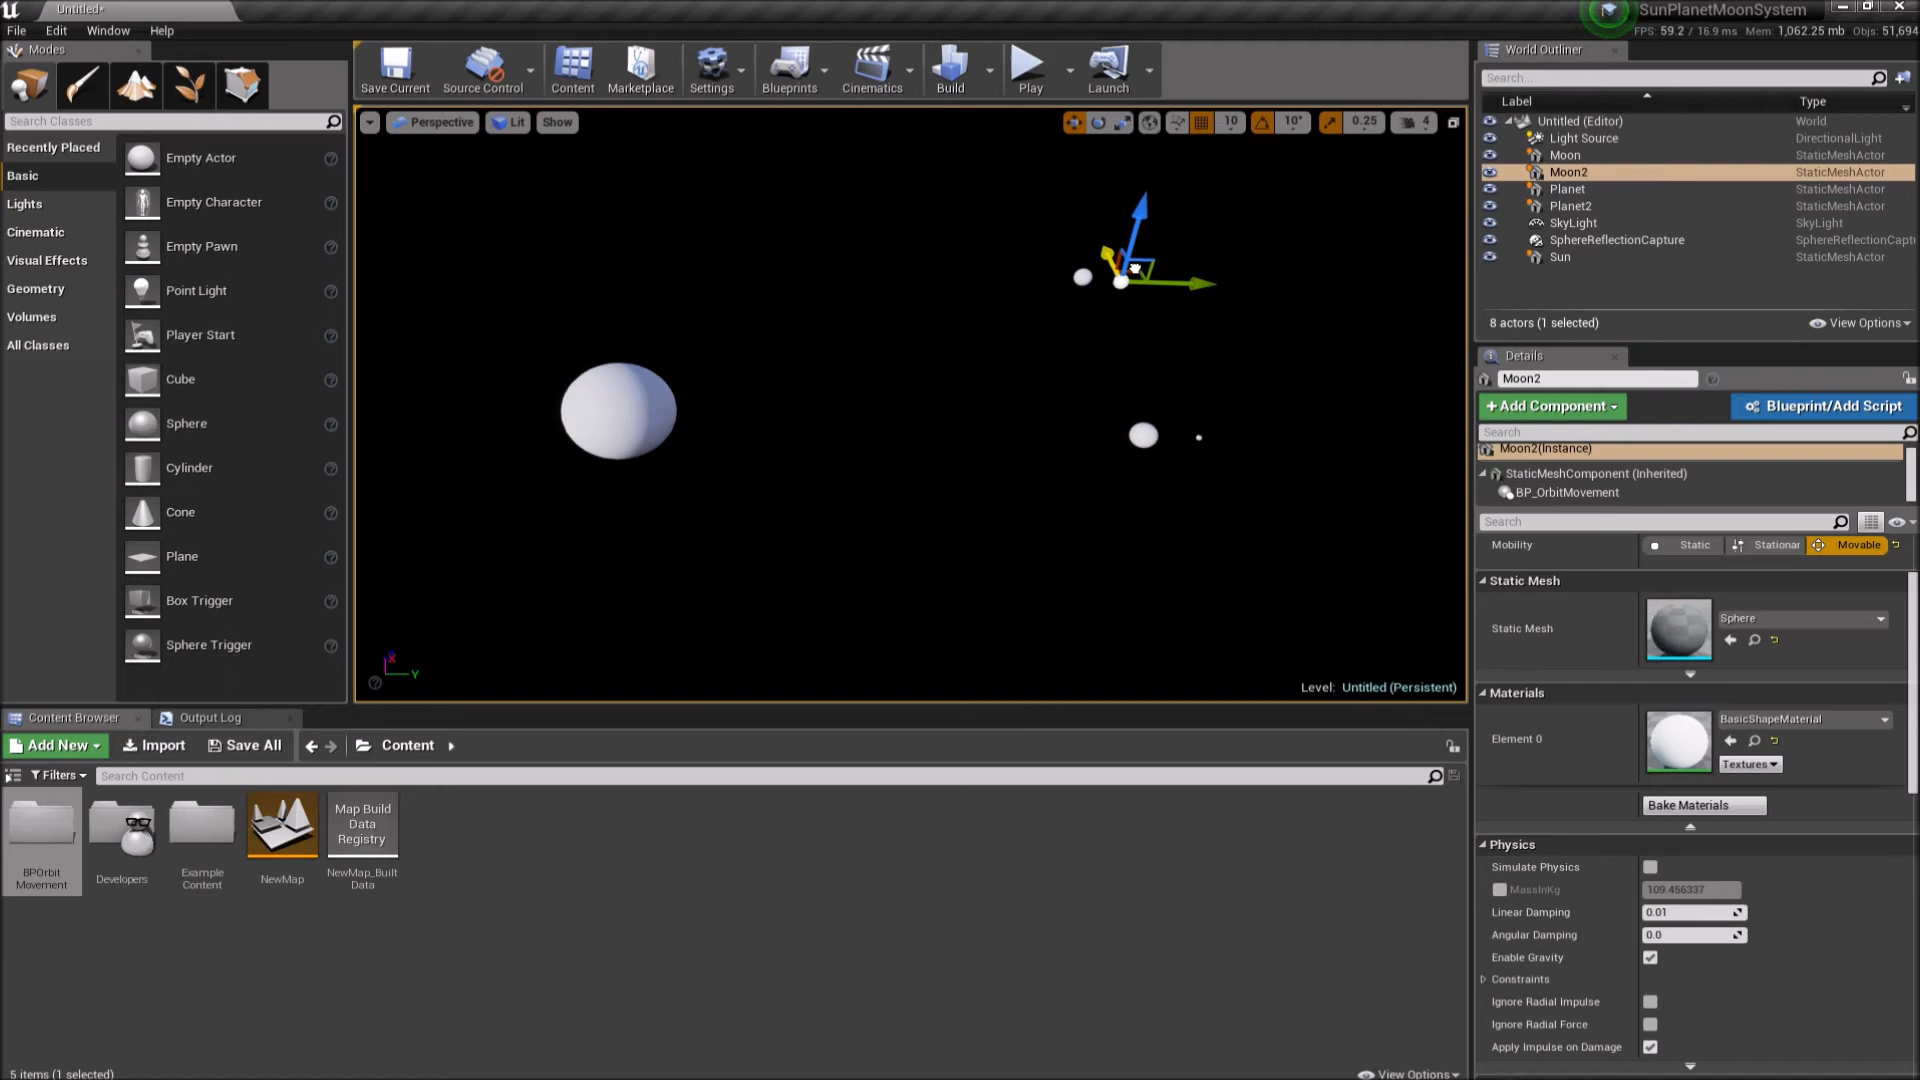 Untitled*
SunPlanetMoonSystem
File Edit Window Help
FPS: 59.2 / 16.9 ms Mem: 1,062.25 mb Objs: 51,694
Modes
Save Current
Source Control
Content
Marketplace
Settings
Blueprints
Cinematics
Build
Play
Launch
Search Classes
Recently Placed
Basic
Lights
Cinematic
Visual Effects
Geometry
Volumes
All Classes
Empty Actor
Empty Character
Empty Pawn
Point Light
Player Start
Cube
Sphere
Cylinder
Cone
Plane
Box Trigger
Sphere Trigger
Perspective
Lit
Show
10
10°
0.25
4
X
Y
Level: Untitled (Persistent)
World Outliner
Search...
Label Type
Untitled (Editor) World
Light Source DirectionalLight
Moon StaticMeshActor
Moon2 StaticMeshActor
Planet StaticMeshActor
Planet2 StaticMeshActor
SkyLight SkyLight
SphereReflectionCapture SphereReflectionCapt
Sun StaticMeshActor
8 actors (1 selected)
View Options
Details
Moon2
+Add Component
Blueprint/Add Script
Search
Moon2(Instance)
StaticMeshComponent (Inherited)
BP_OrbitMovement
Search
Mobility Static Stationar Movable
Static Mesh
Static Mesh
Sphere
Materials
Element 0
BasicShapeMaterial
Textures
Bake Materials
Physics
Simulate Physics
MassInKg 109.456337
Linear Damping 0.01
Angular Damping 0.0
Enable Gravity
Constraints
Ignore Radial Impulse
Ignore Radial Force
Apply Impulse on Damage
Content Browser
Output Log
Add New
Import
Save All
Content
Filters
Search Content
BPOrbit
Movement
Developers
Example
Content
NewMap
Map Build
Data
Registry
NewMap_Built
Data
5 items (1 selected)
View Options